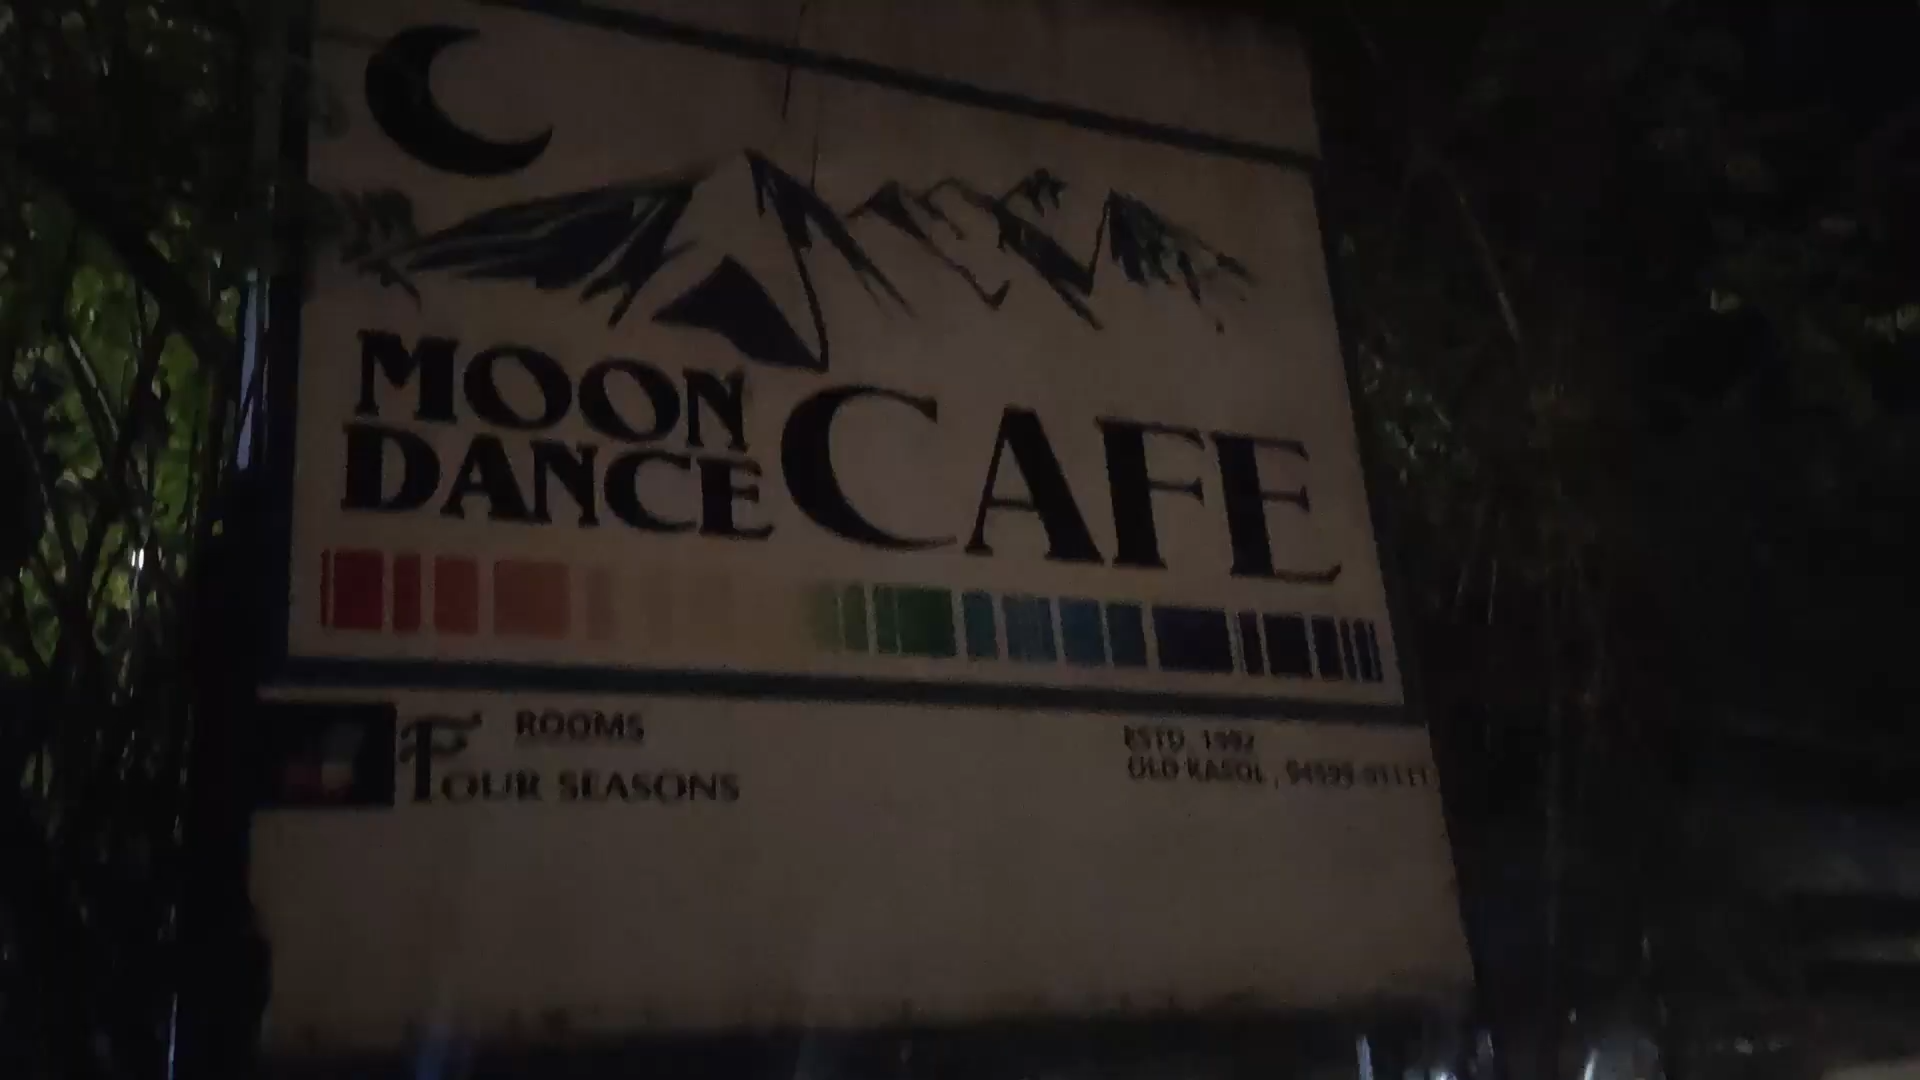 MOON
DANCE CAFE
ROOMS
FOUR SEASONS
ESTD. 1992
OLD KASOL,